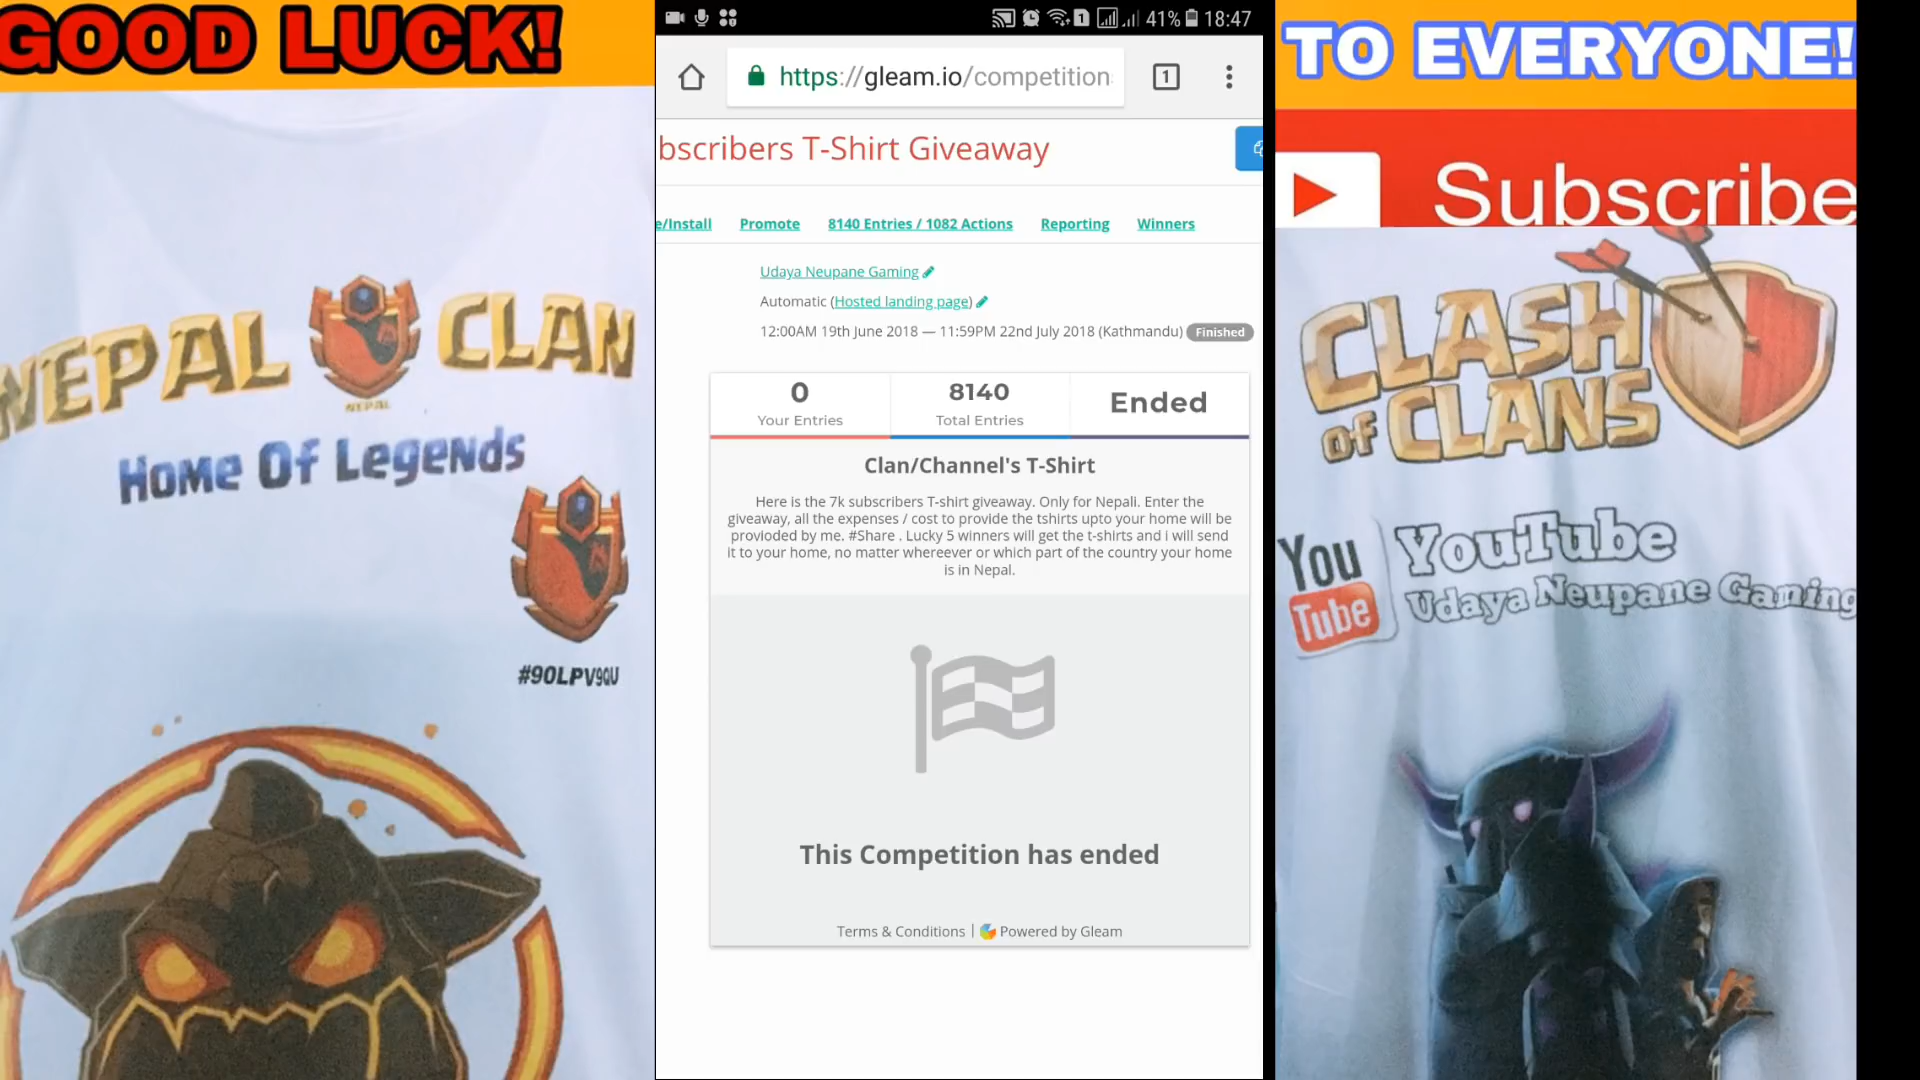 GOOD LUCK!
NEPAL CLAN
NEPAL
Home Of Legends
#90LPV9QU
1 41% 18:47
https://gleam.io/competition
1
bscribers T-Shirt Giveaway
e/Install Promote 8140 Entries / 1082 Actions Reporting Winners
Udaya Neupane Gaming
Automatic (Hosted landing page)
12:00AM 19th June 2018 — 11:59PM 22nd July 2018 (Kathmandu) Finished
0 8140 Ended
Your Entries Total Entries
Clan/Channel's T-Shirt
Here is the 7k subscribers T-shirt giveaway. Only for Nepali. Enter the
giveaway, all the expenses / cost to provide the tshirts upto your home will be
provioded by me. #Share . Lucky 5 winners will get the t-shirts and i will send
it to your home, no matter whereever or which part of the country your home
is in Nepal.
This Competition has ended
Terms & Conditions | Powered by Gleam
TO EVERYONE!
Subscribe
CLASH
OF CLANS
You
Tube
YouTube
Udaya Neupane Gaming